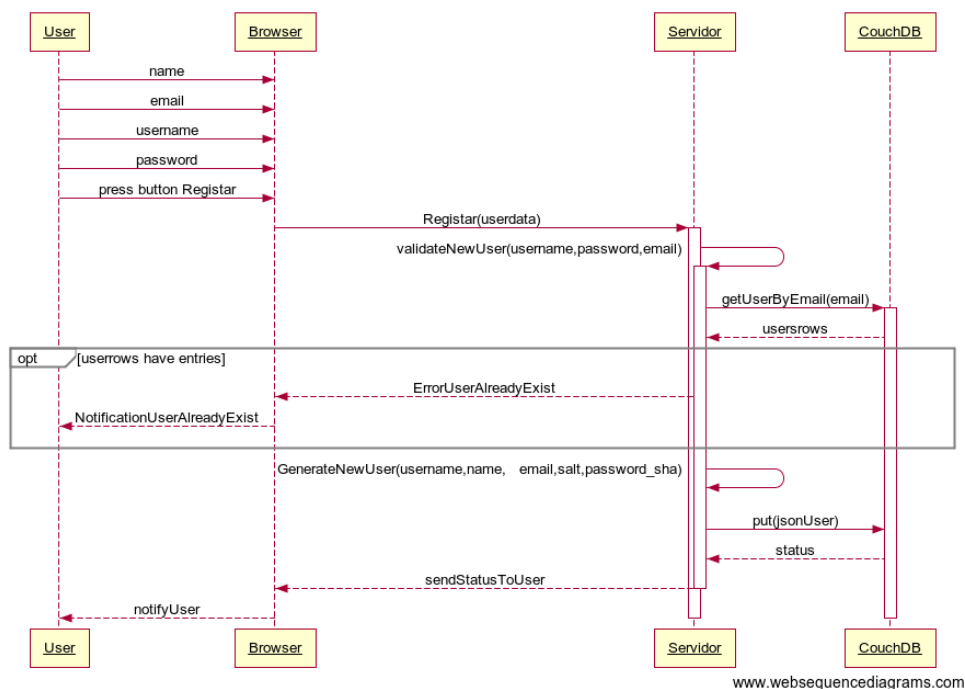 User Browser Servidor CouchDB
name
email
username
password
press button Registar
Registar(userdata)
validateNewUser(username,password,email)
getUserByEmail(email)
usersrows
opt [userrows have entries]
ErrorUserAlreadyExist
NotificationUserAlreadyExist
GenerateNewUser(username,name, email,salt,password_sha)
put(jsonUser)
status
sendStatusToUser
notifyUser
User Browser Servidor CouchDB
www.websequencediagrams.com